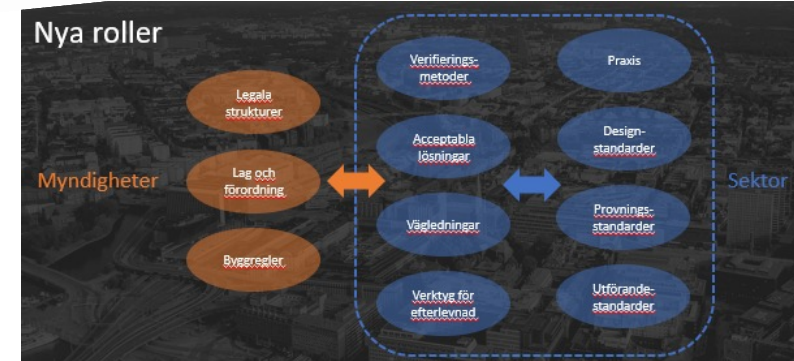 Nya roller
Myndigheter
Legala
strukturer
Lag och
förordning
Byggregler
Verifierings-
metoder
Acceptabla
lösningar
Vägledningar
Verktyg för
efterlevnad
Praxis
Design-
standarder
Provnings-
standarder
Utförande-
standarder
Sektor